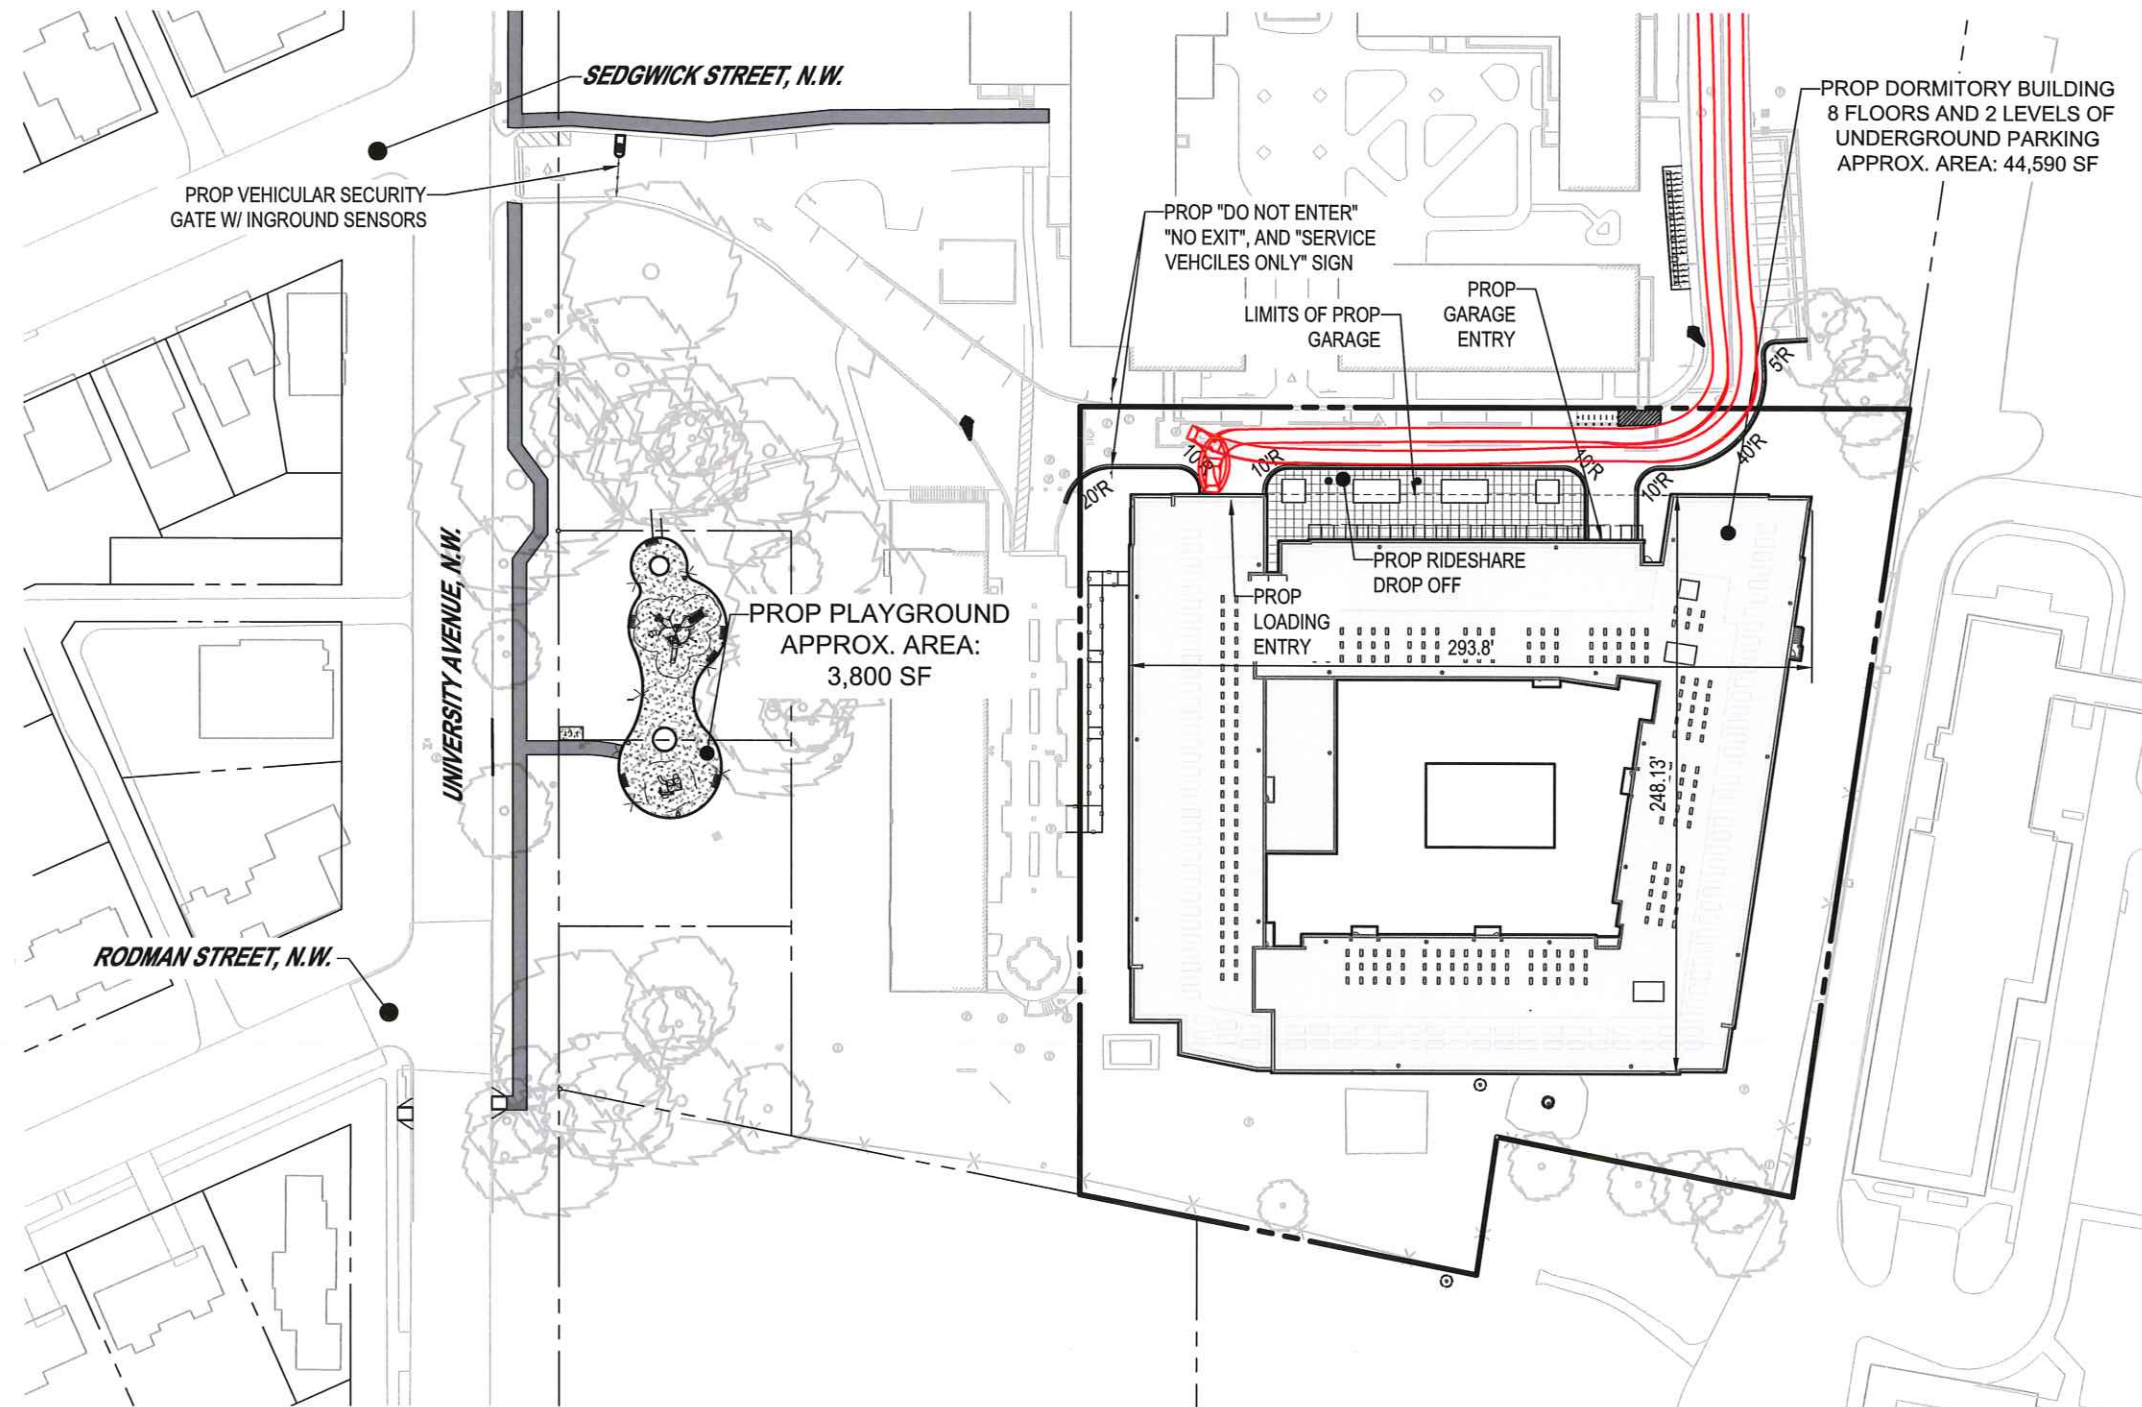 SEDGWICK STREET, N.W.
PROP VEHICULAR SECURITY
GATE W/ INGROUND SENSORS
PROP DORMITORY BUILDING
8 FLOORS AND 2 LEVELS OF
UNDERGROUND PARKING
APPROX. AREA: 44,590 SF
PROP "DO NOT ENTER"
"NO EXIT", AND "SERVICE
VEHCILES ONLY" SIGN
LIMITS OF PROP
GARAGE
PROP
GARAGE
ENTRY
5'R
40'R
10'R
10'R
10'R
10'R
20'R
PROP RIDESHARE
DROP OFF
PROP
LOADING
ENTRY
293.8'
248.13'
PROP PLAYGROUND
APPROX. AREA:
3,800 SF
UNIVERSITY AVENUE, N.W.
RODMAN STREET, N.W.